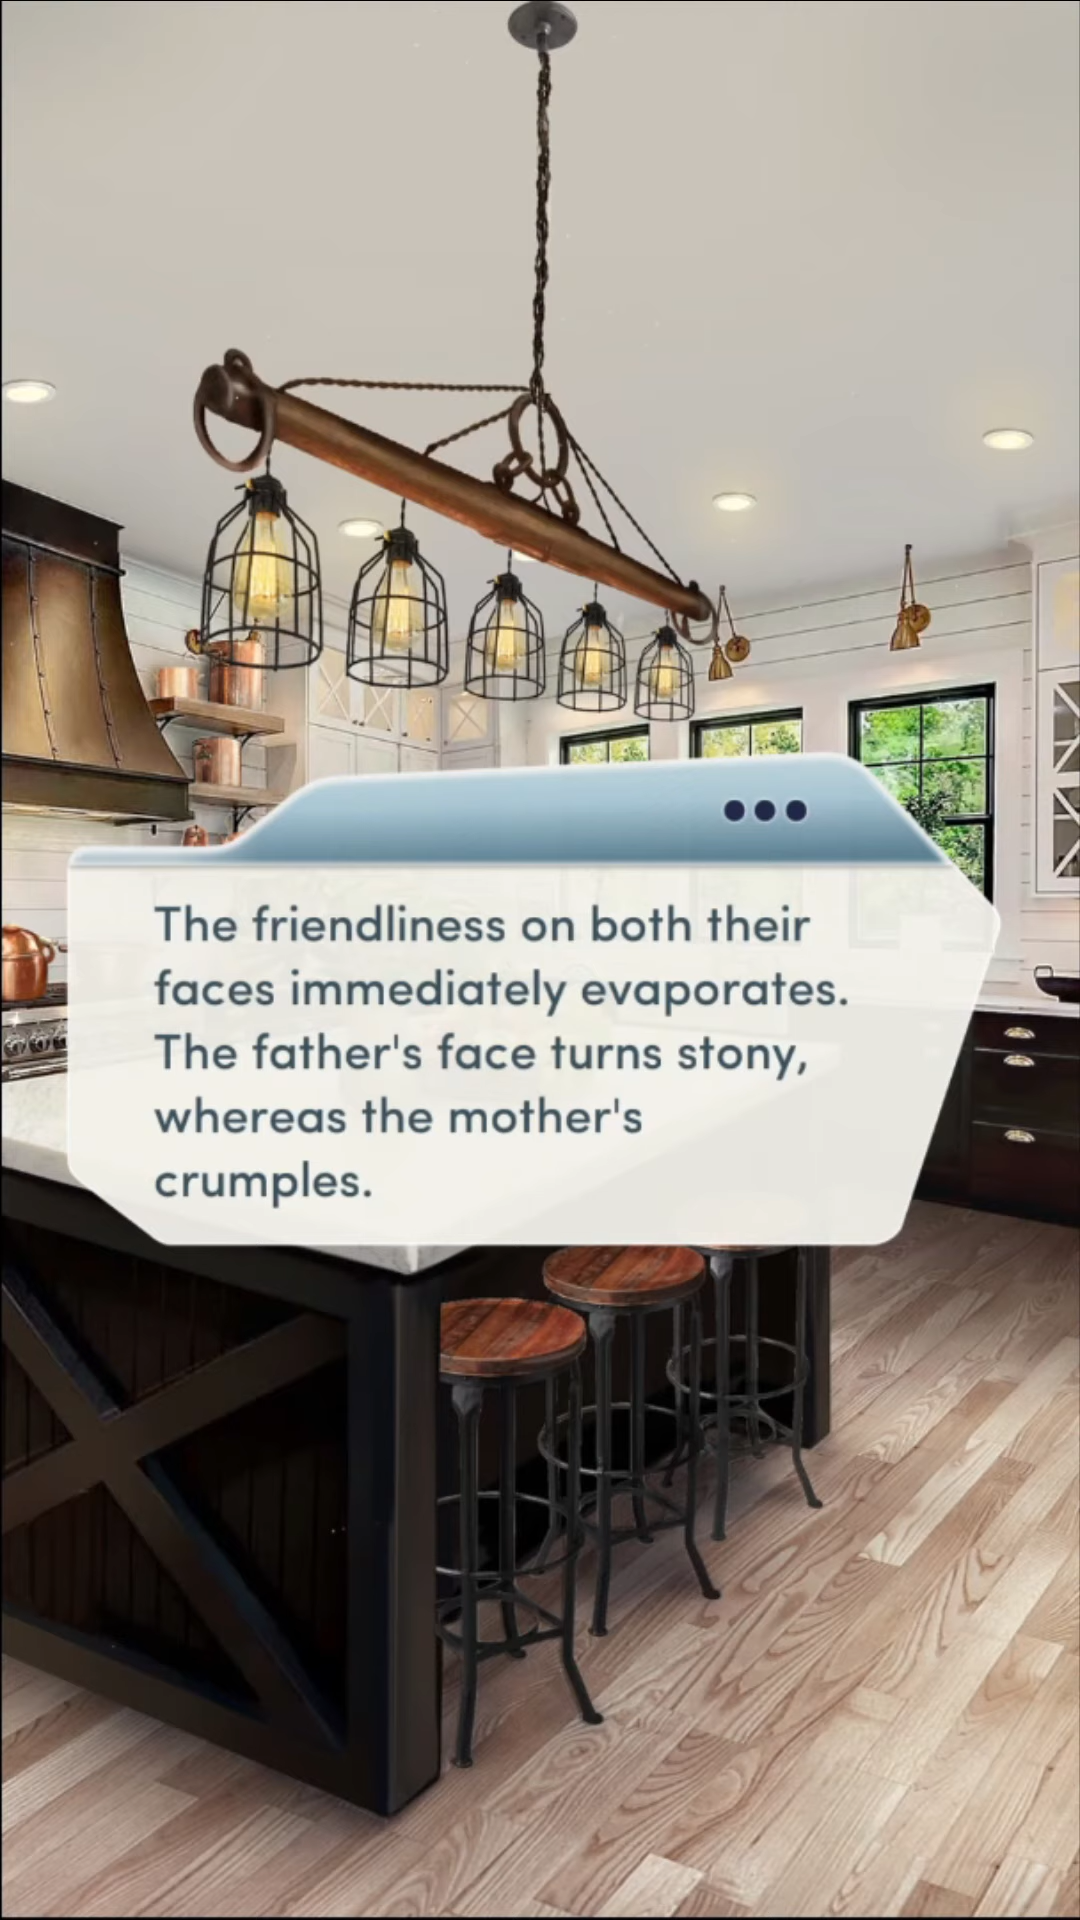 The friendliness on both their
faces immediately evaporates.
The father's face turns stony,
whereas the mother's
crumples.